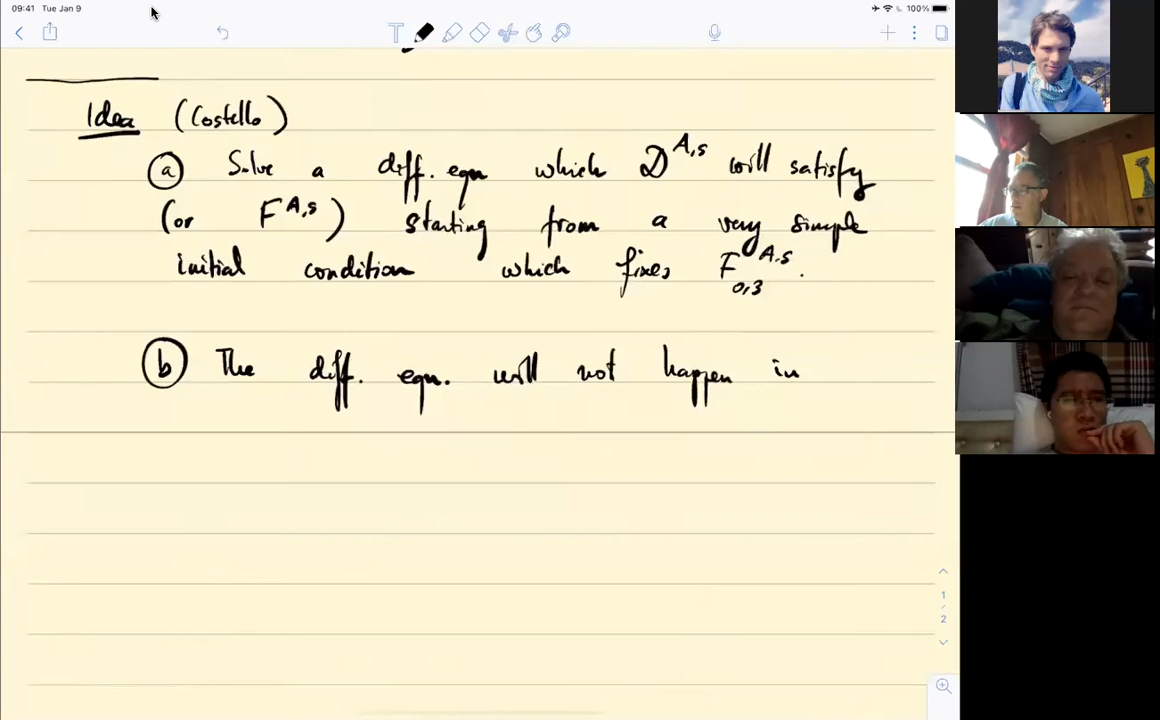 09:41 Tue Jan 9
100%
Idea (Costello)
a Solve a diff. eqn which D^{A,s} will satisfy
(or F^{A,s}) starting from a very simple
initial condition which fixes F_{0,3}^{A,s}.
b The diff. eqn. will not happen in
1
/
2